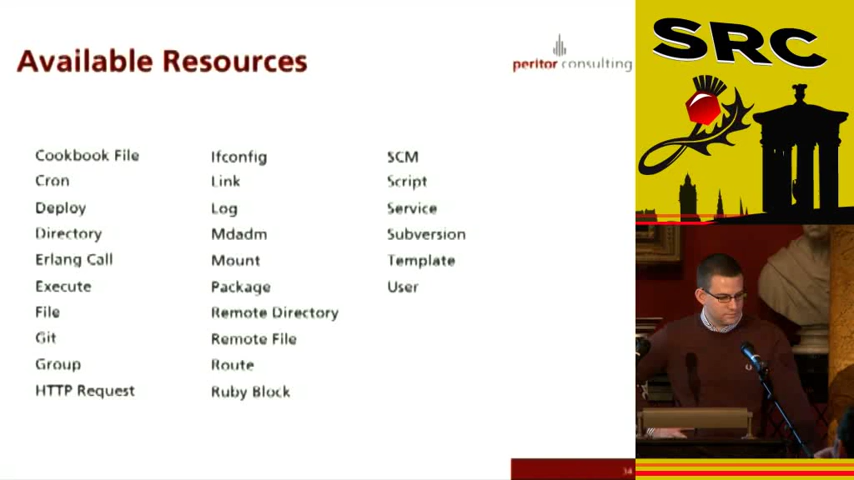 Available Resources
peritor consulting
Cookbook File
Cron
Deploy
Directory
Erlang Call
Execute
File
Git
Group
HTTP Request
Ifconfig
Link
Log
Mdadm
Mount
Package
Remote Directory
Remote File
Route
Ruby Block
SCM
Script
Service
Subversion
Template
User
34
SRC